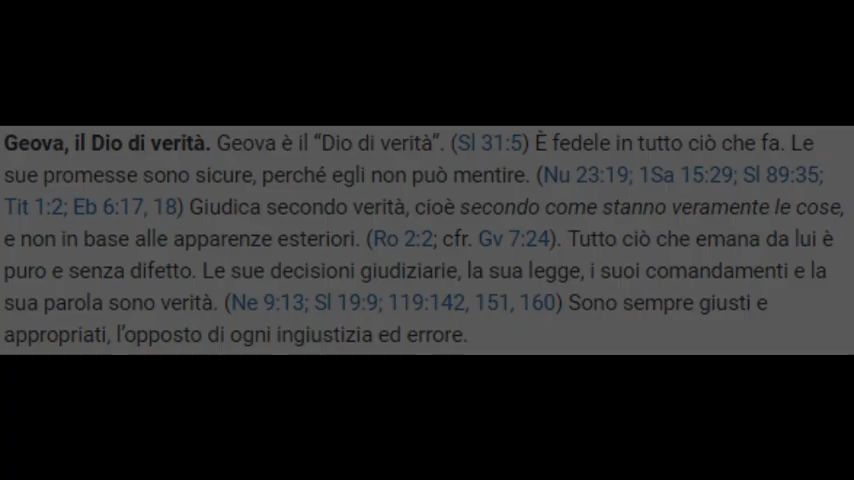 Geova, il Dio di verità. Geova è il “Dio di verità”. (Sl 31:5) È fedele in tutto ciò che fa. Le
sue promesse sono sicure, perché egli non può mentire. (Nu 23:19; 1Sa 15:29; Sl 89:35;
Tit 1:2; Eb 6:17, 18) Giudica secondo verità, cioè secondo come stanno veramente le cose,
e non in base alle apparenze esteriori. (Ro 2:2; cfr. Gv 7:24). Tutto ciò che emana da lui è
puro e senza difetto. Le sue decisioni giudiziarie, la sua legge, i suoi comandamenti e la
sua parola sono verità. (Ne 9:13; Sl 19:9; 119:142, 151, 160) Sono sempre giusti e
appropriati, l’opposto di ogni ingiustizia ed errore.